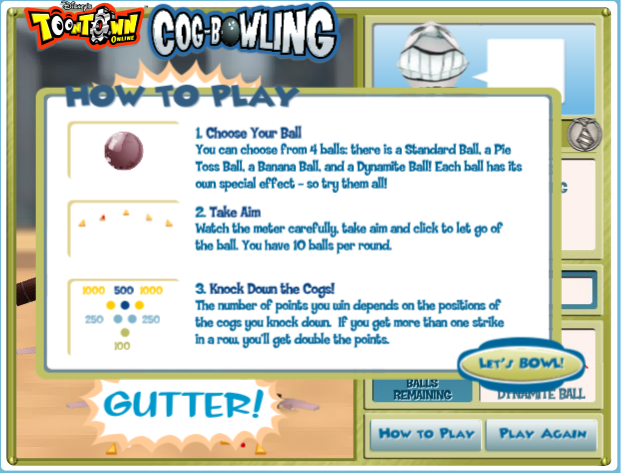 Disney's
TOONTOWN
ONLINE
COG-BOWLING
HOW TO PLAY
1. Choose Your Ball
You can choose from 4 balls: there is a Standard Ball, a Pie
Toss Ball, a Banana Ball, and a Dynamite Ball! Each ball has its
own special effect - so try them all!
2. Take Aim
Watch the meter carefully, take aim and click to let go of
the ball. You have 10 balls per round.
3. Knock Down the Cogs!
The number of points you win depends on the positions of
the cogs you knock down. If you get more than one strike
in a row, you'll get double the points.
1000 500 1000
250 250
100
LET'S BOWL!
GUTTER!
BALLS
REMAINING
DYNAMITE BALL
HOW TO PLAY
PLAY AGAIN